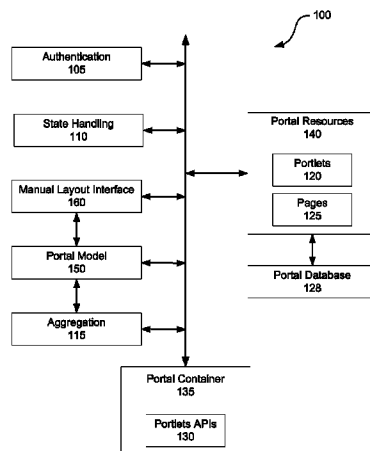 100
Authentication
105
State Handling
110
Portal Resources
140
Portlets
120
Manual Layout Interface
160
Pages
125
Portal Model
150
Portal Database
128
Aggregation
115
Portal Container
135
Portlets APIs
130